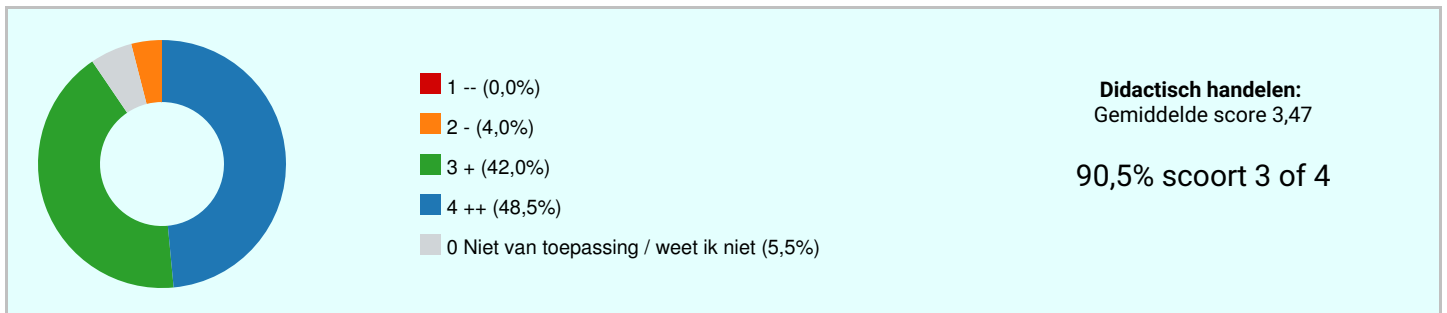 1 -- (0,0%)
2 - (4,0%)
3 + (42,0%)
4 ++ (48,5%)
0 Niet van toepassing / weet ik niet (5,5%)
Didactisch handelen:
Gemiddelde score 3,47
90,5% scoort 3 of 4